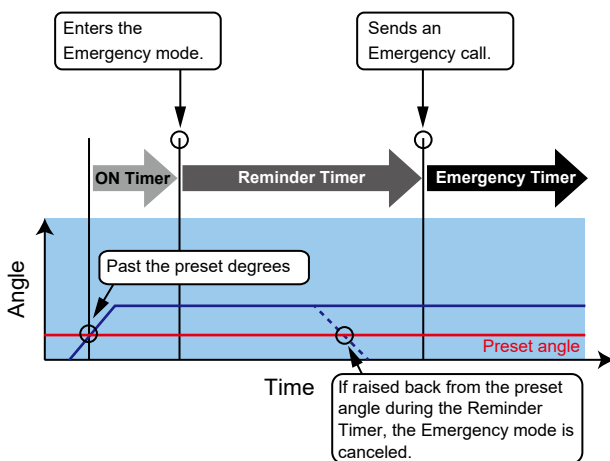 Enters the
Emergency mode.
Sends an
Emergency call.
ON Timer
Reminder Timer
Emergency Timer
Angle
Past the preset degrees
Preset angle
Time
If raised back from the preset
angle during the Reminder
Timer, the Emergency mode is
canceled.